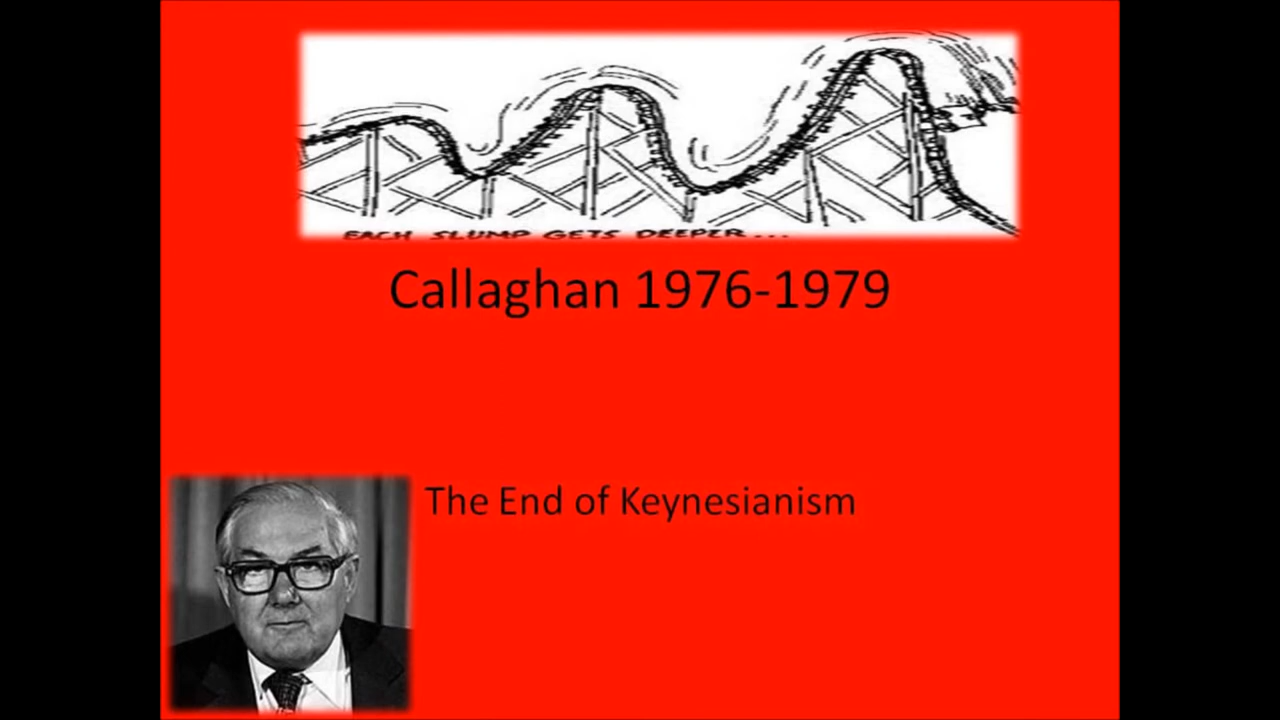 EACH SLUMP GETS DEEPER...
Callaghan 1976-1979
The End of Keynesianism